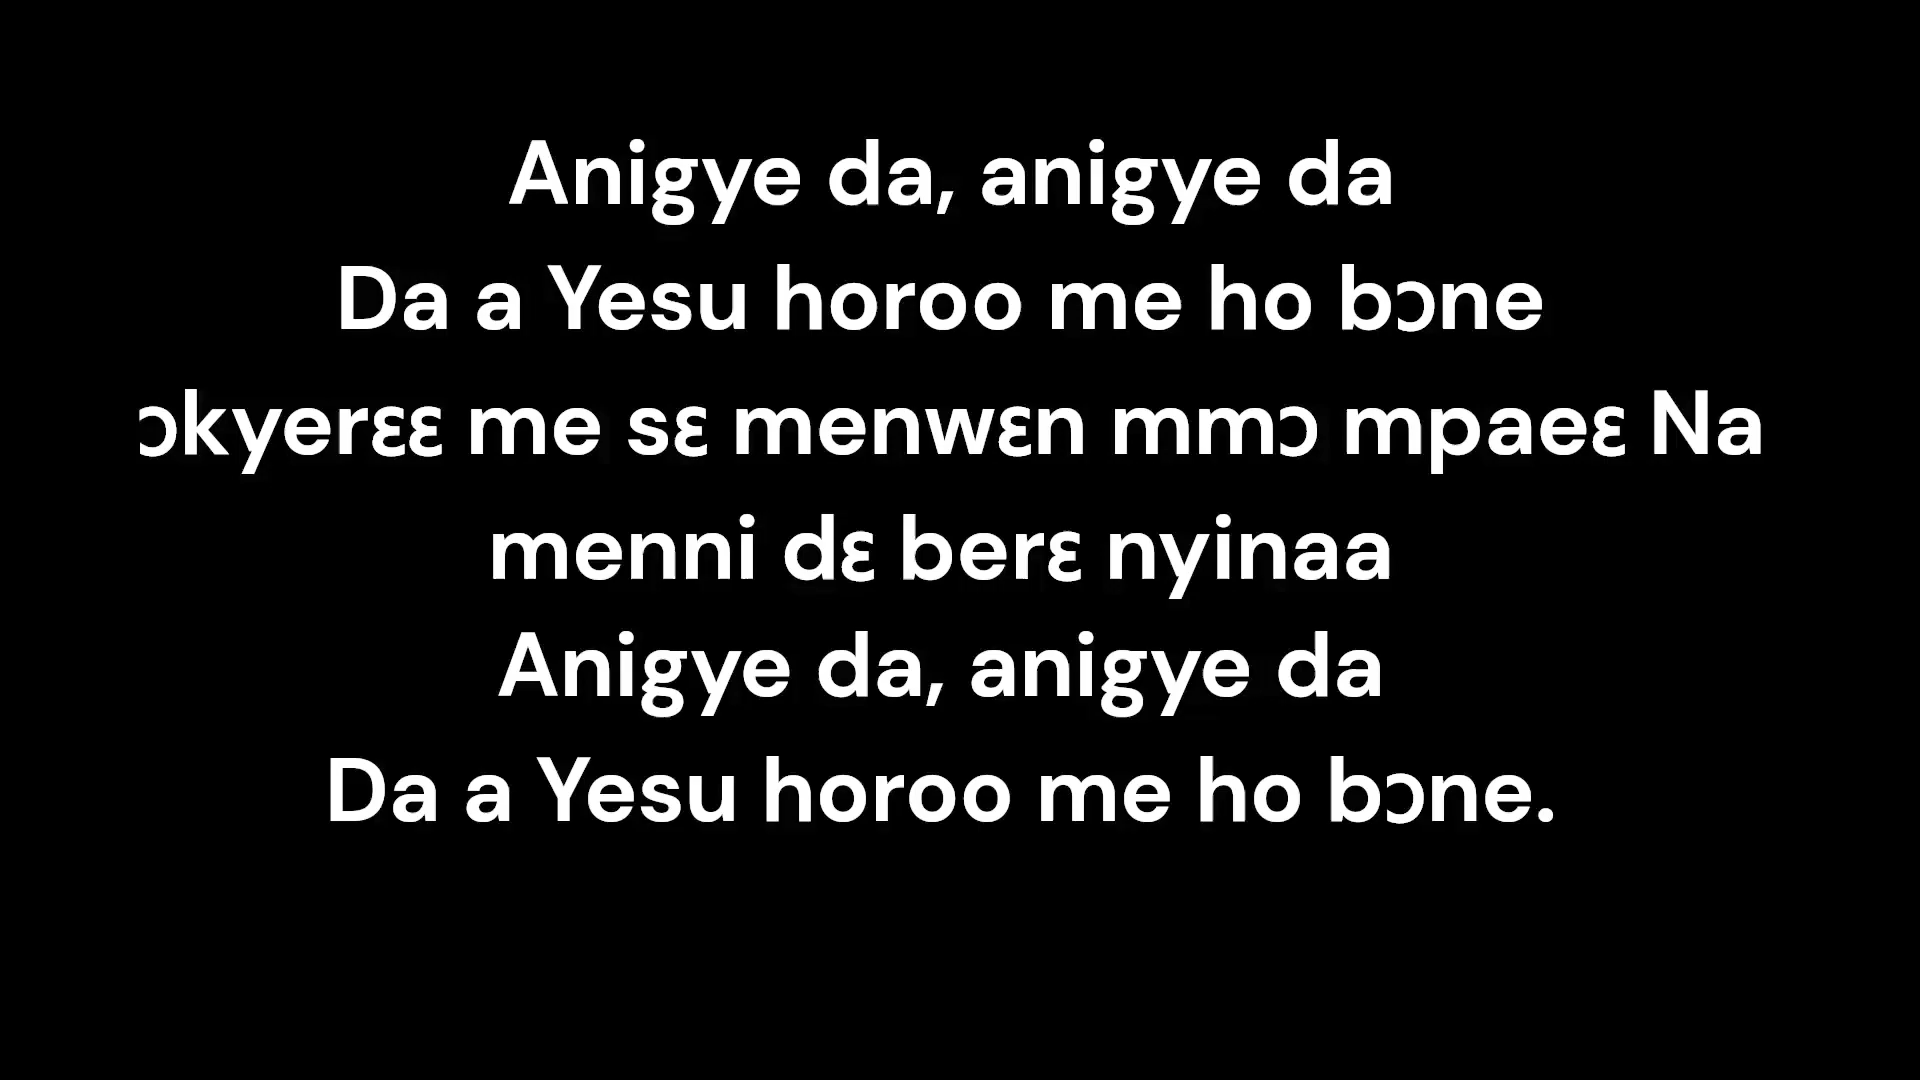 Anigye da, anigye da
Da a Yesu horoo me ho bɔne
ɔkyerɛɛ me sɛ menwɛn mmɔ mpaeɛ Na
menni dɛ berɛ nyinaa
Anigye da, anigye da
Da a Yesu horoo me ho bɔne.